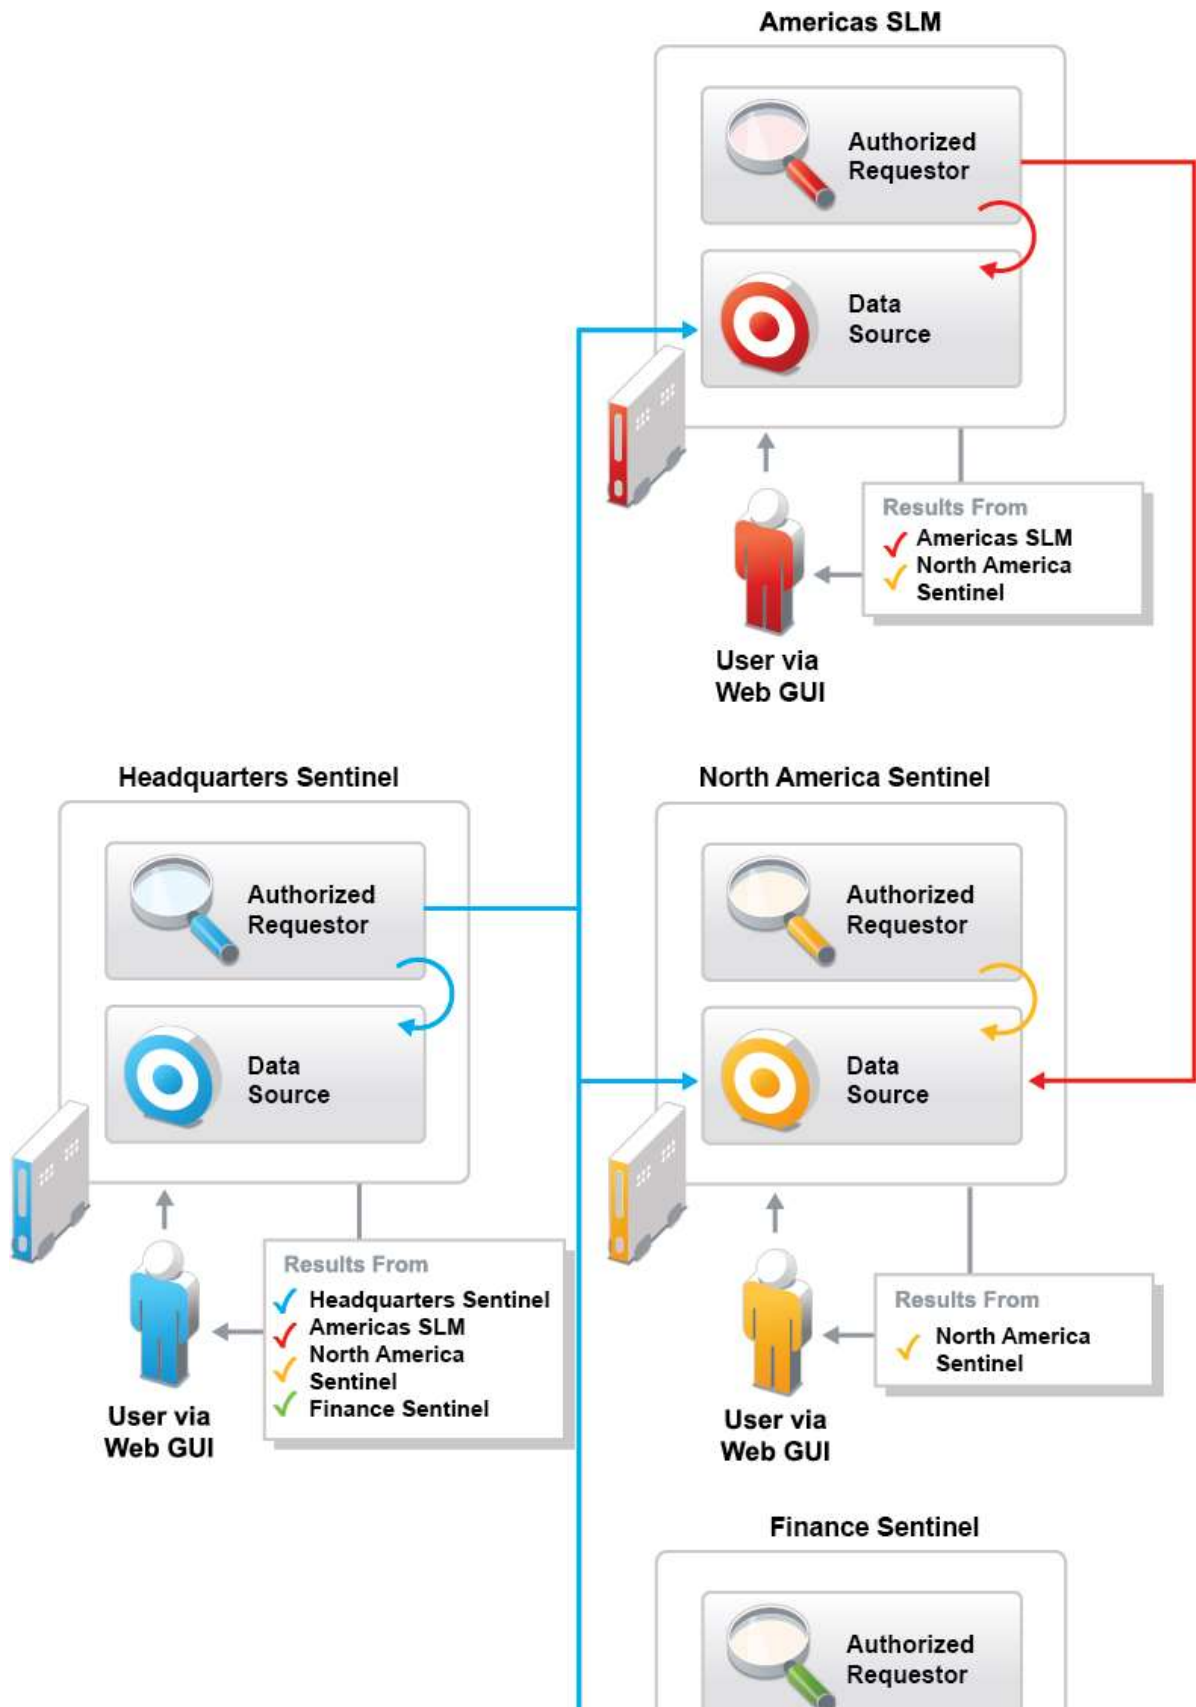 Americas SLM
Authorized
Requestor
Data
Source
Results From
Americas SLM
North America
Sentinel
User via
Web GUI
Headquarters Sentinel
Authorized
Requestor
Data
Source
Results From
Headquarters Sentinel
Americas SLM
North America
Sentinel
Finance Sentinel
User via
Web GUI
North America Sentinel
Authorized
Requestor
Data
Source
Results From
North America
Sentinel
User via
Web GUI
Finance Sentinel
Authorized
Requestor